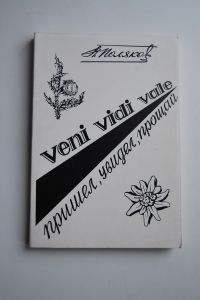 Н. Поляков
veni vidi vale
пришел, увидел, прощай